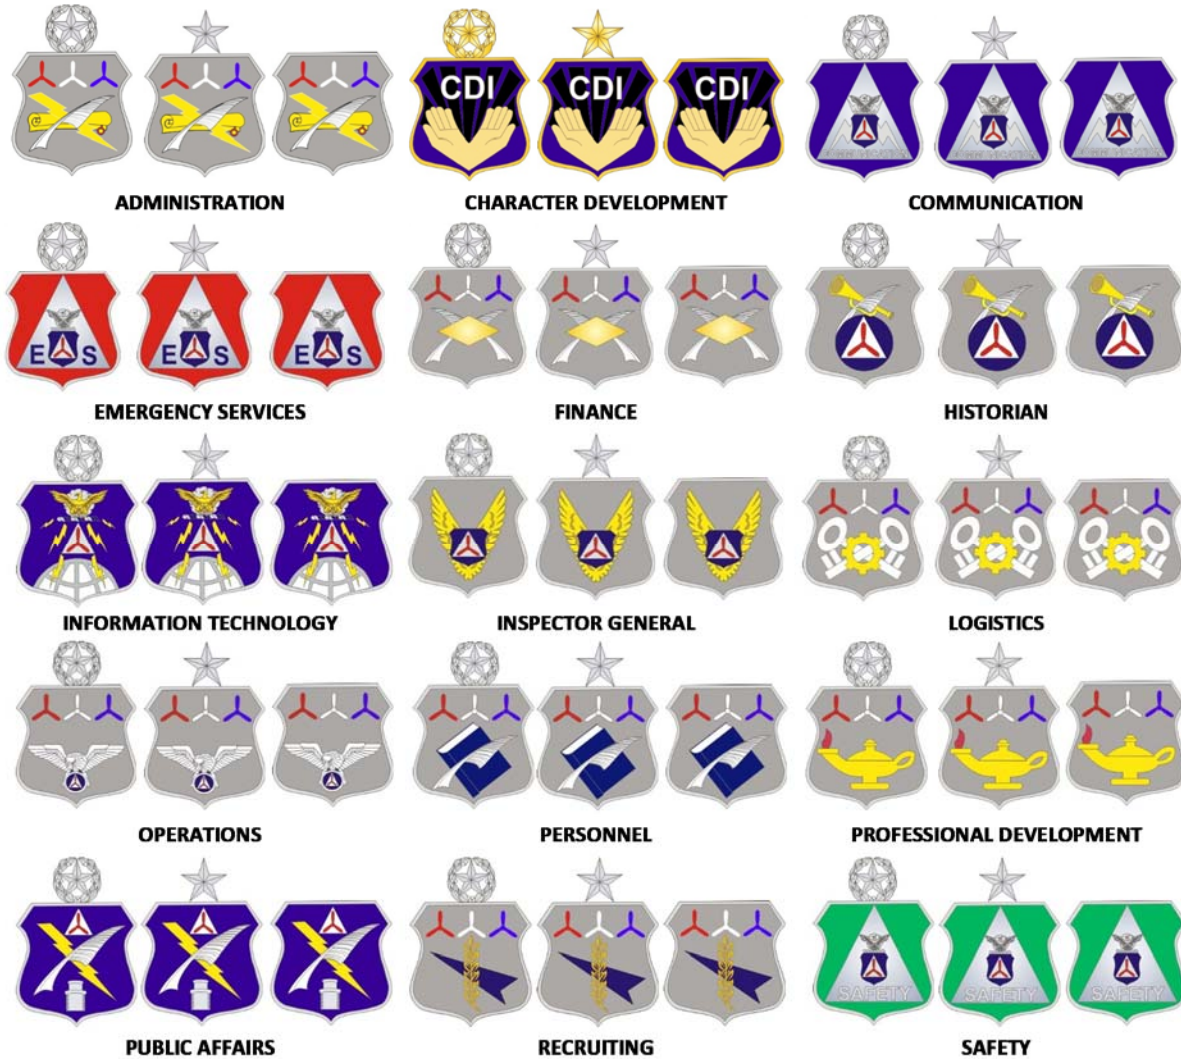 CDI CDI CDI
ADMINISTRATION
CHARACTER DEVELOPMENT
COMMUNICATION
E S E S E S
EMERGENCY SERVICES
FINANCE
HISTORIAN
INFORMATION TECHNOLOGY
INSPECTOR GENERAL
LOGISTICS
OPERATIONS
PERSONNEL
PROFESSIONAL DEVELOPMENT
SAFETY SAFETY SAFETY
PUBLIC AFFAIRS
RECRUITING
SAFETY